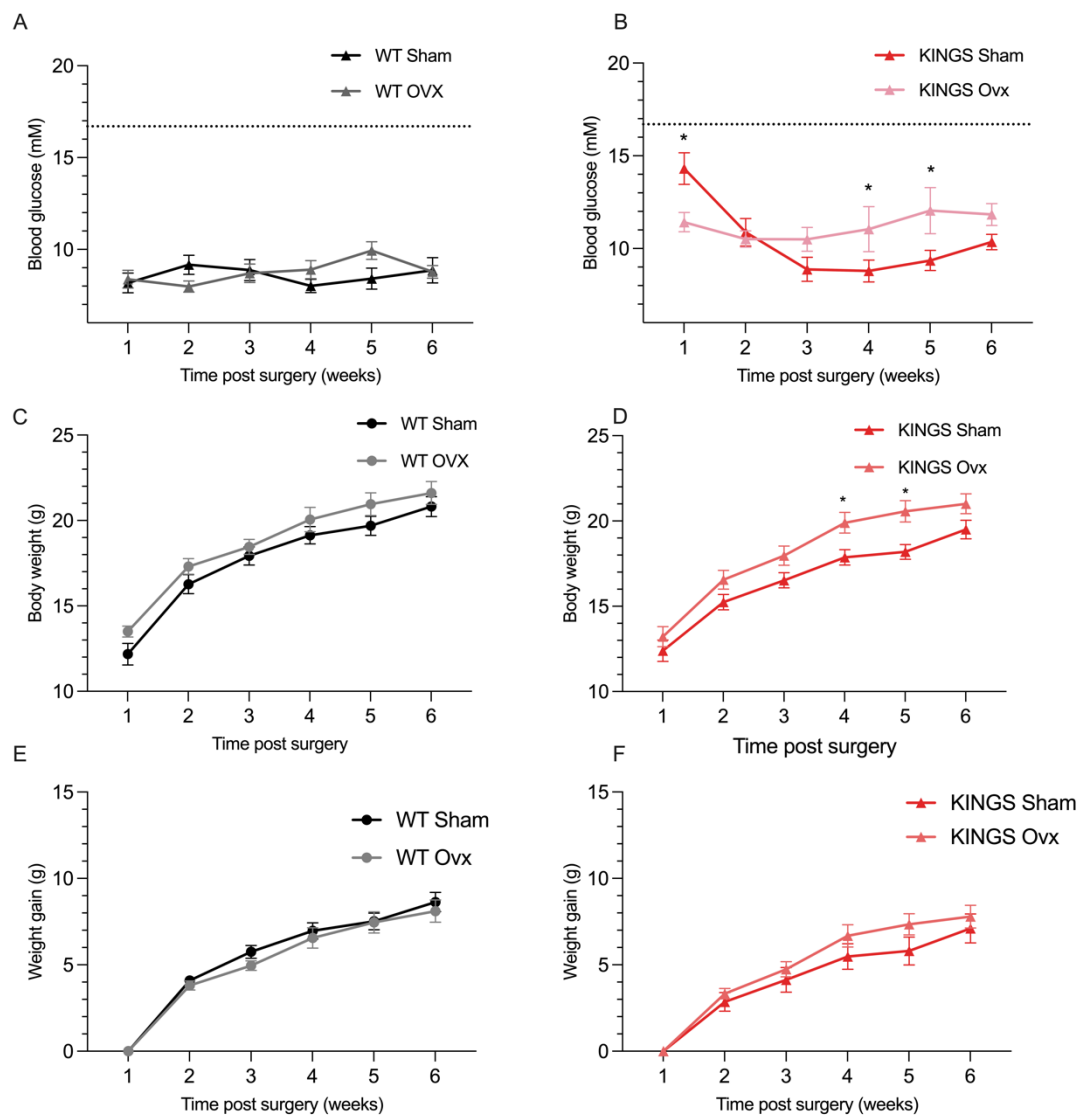 A
WT Sham
WT OVX
20
15
10
Blood glucose (mM)
1 2 3 4 5 6
Time post surgery (weeks)
B
KINGS Sham
KINGS Ovx
20
15
10
Blood glucose (mM)
*
*
*
1 2 3 4 5 6
Time post surgery (weeks)
C
WT Sham
WT OVX
25
20
15
10
Body weight (g)
1 2 3 4 5 6
Time post surgery
D
KINGS Sham
KINGS Ovx
25
20
15
10
Body weight (g)
*
*
1 2 3 4 5 6
Time post surgery
E
WT Sham
WT Ovx
15
10
5
0
Weight gain (g)
1 2 3 4 5 6
Time post surgery (weeks)
F
KINGS Sham
KINGS Ovx
15
10
5
0
Weight gain (g)
1 2 3 4 5 6
Time post surgery (weeks)